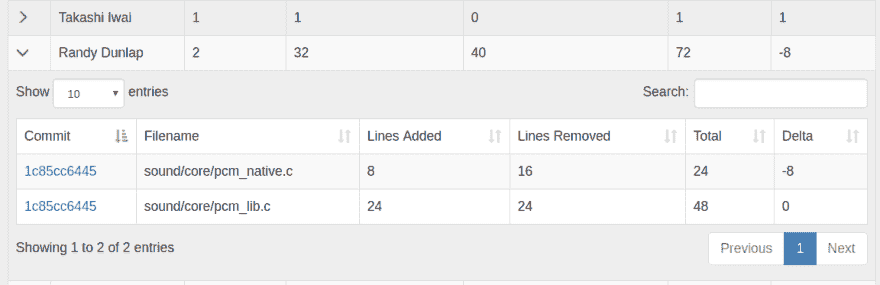 Takashi Iwai 1 1 0 1 1
Randy Dunlap 2 32 40 72 -8
Show 10 entries Search:
Commit Filename Lines Added Lines Removed Total Delta
1c85cc6445 sound/core/pcm_native.c 8 16 24 -8
1c85cc6445 sound/core/pcm_lib.c 24 24 48 0
Showing 1 to 2 of 2 entries Previous 1 Next